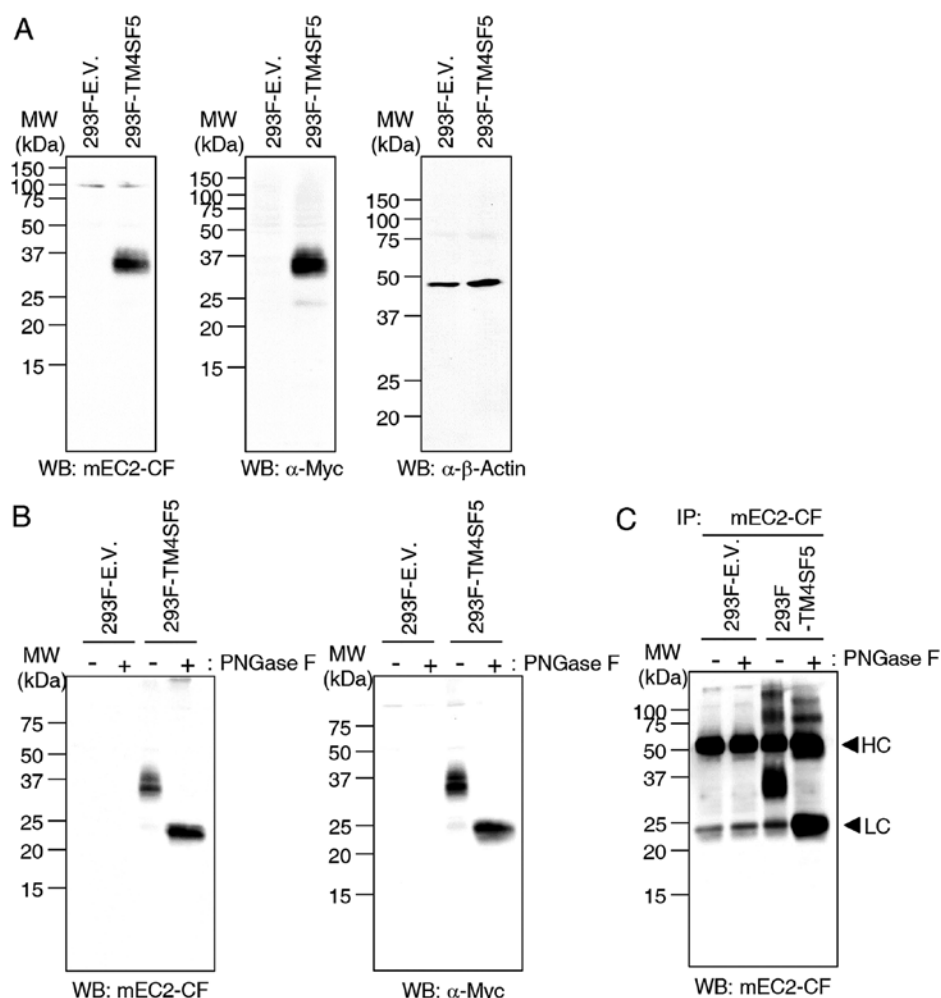 A
293F-E.V.
293F-TM4SF5
MW
(kDa)
150
100
75
50
37
25
20
15
WB: mEC2-CF
293F-E.V.
293F-TM4SF5
MW
(kDa)
150
100
75
50
37
25
20
15
WB: α-Myc
293F-E.V.
293F-TM4SF5
MW
(kDa)
150
100
75
50
37
25
20
WB: α-β-Actin
B
293F-E.V.
293F-TM4SF5
- + - + : PNGase F
MW
(kDa)
75
50
37
25
20
15
WB: mEC2-CF
293F-E.V.
293F-TM4SF5
- + - + : PNGase F
MW
(kDa)
75
50
37
25
20
15
WB: α-Myc
C
IP: mEC2-CF
293F-E.V.
293F
-TM4SF5
- + - + : PNGase F
MW
(kDa)
100
75
50
37
25
20
15
◄HC
◄LC
WB: mEC2-CF